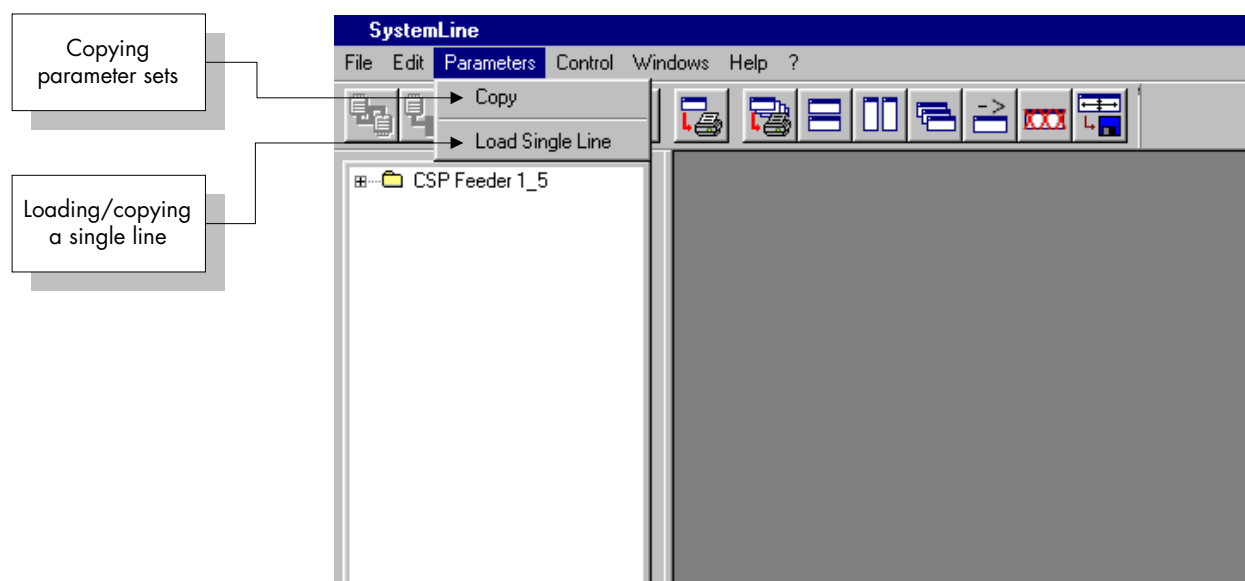 Copying
parameter sets
Loading/copying
a single line
SystemLine
File Edit Parameters Control Windows Help ?
Copy
Load Single Line
CSP Feeder 1_5